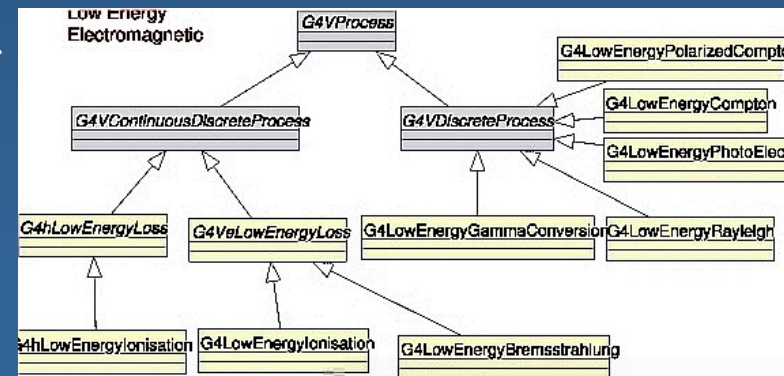 Low Energy
Electromagnetic
G4VProcess
G4LowEnergyPolarizedCompto
G4LowEnergyCompton
G4VContinuousDiscreteProcess
G4VDiscreteProcess
G4LowEnergyPhotoElec
G4hLowEnergyLoss
G4VeLowEnergyLoss
G4LowEnergyGammaConversion
G4LowEnergyRayleigh
G4hLowEnergyIonisation
G4LowEnergyIonisation
G4LowEnergyBremsstrahlung